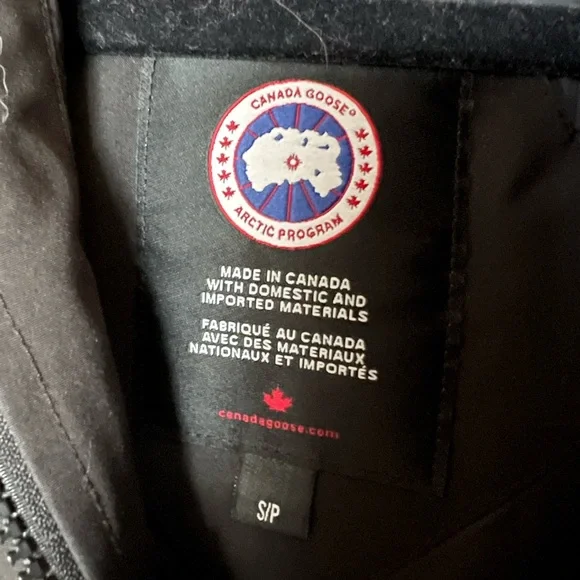 CANADA GOOSE®
ARCTIC PROGRAM
MADE IN CANADA
WITH DOMESTIC AND
IMPORTED MATERIALS
FABRIQUÉ AU CANADA
AVEC DES MATERIAUX
NATIONAUX ET IMPORTÉS
canadagoose.com
S/P